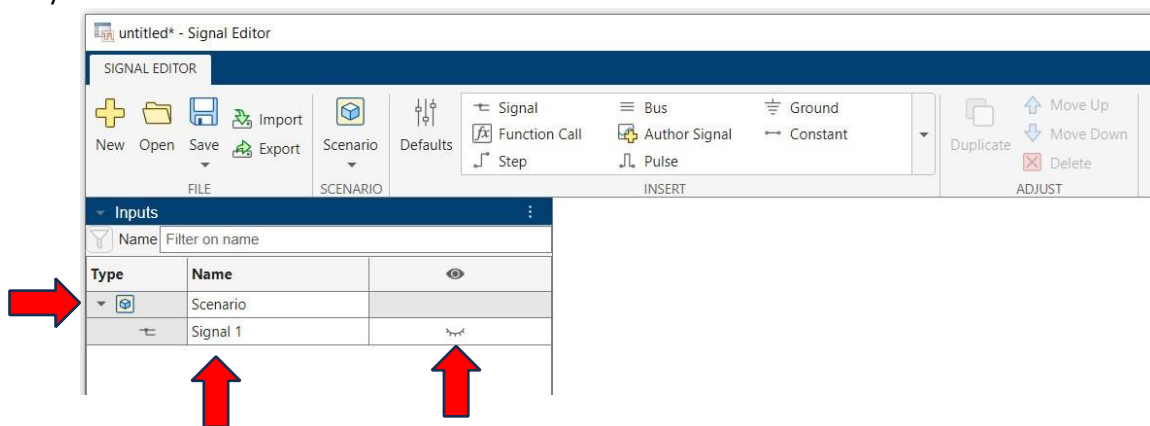 untitled* - Signal Editor
SIGNAL EDITOR
New Open Save Import Export
Scenario
Defaults
Signal Bus Ground
Function Call Author Signal Constant
Step Pulse
Duplicate Move Up
Move Down
Delete
FILE SCENARIO INSERT ADJUST
Inputs
Name Filter on name
Type Name
Scenario
Signal 1